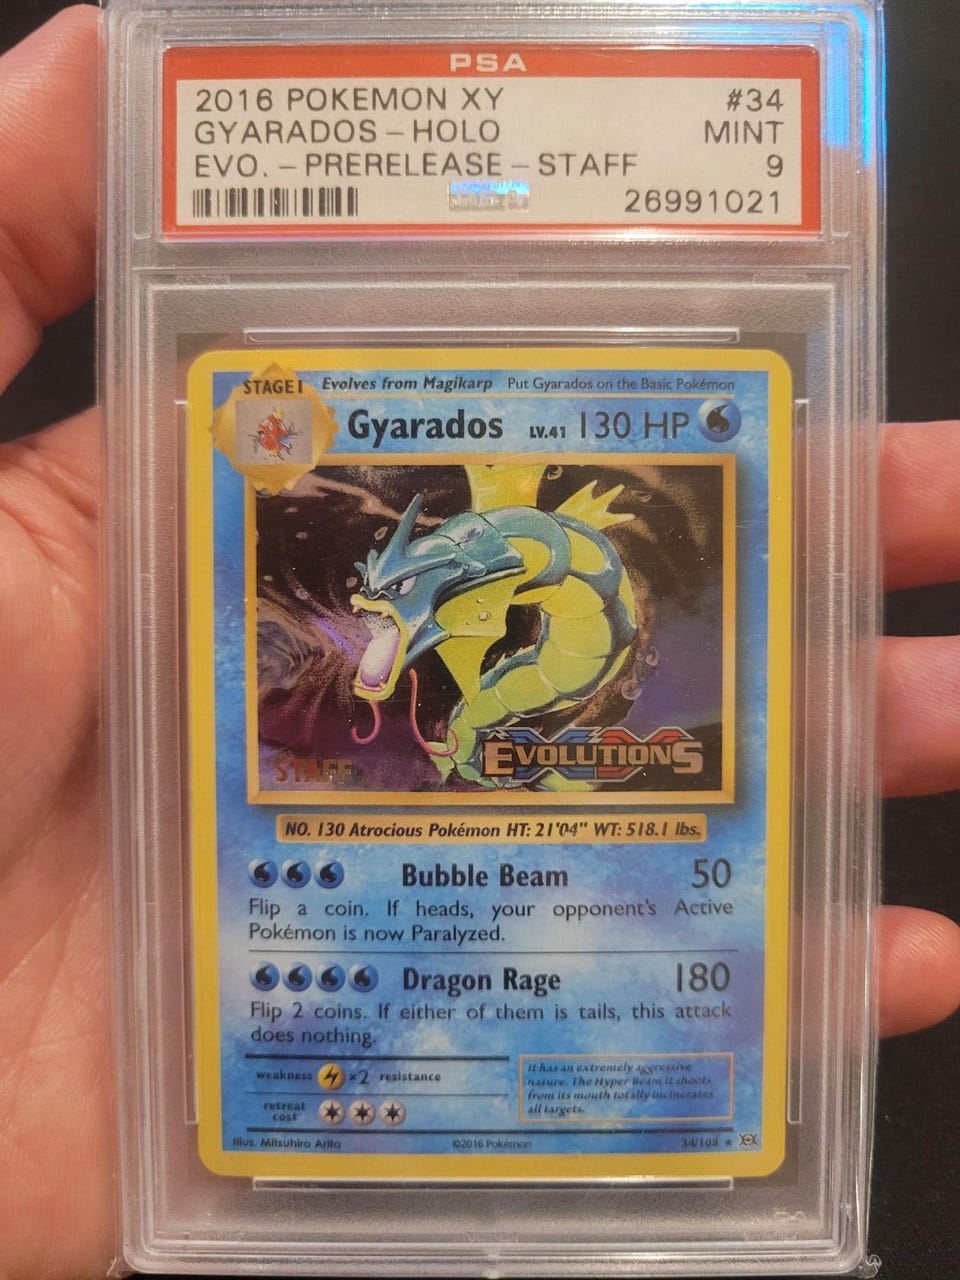 PSA
2016 POKEMON XY #34
GYARADOS - HOLO MINT
EVO. - PRERELEASE - STAFF 9
26991021
STAGE 1 Evolves from Magikarp Put Gyarados on the Basic Pokémon
Gyarados LV.41 130 HP
STAFF
EVOLUTIONS
NO. 130 Atrocious Pokémon HT: 21'04" WT: 518.1 lbs.
Bubble Beam 50
Flip a coin. If heads, your opponent's Active
Pokémon is now Paralyzed.
Dragon Rage 180
Flip 2 coins. If either of them is tails, this attack
does nothing.
weakness ×2 resistance
retreat
cost
It has an extremely aggressive
nature. The Hyper Beam it shoots
from its mouth totally incinerates
all targets.
Illus. Mitsuhiro Arita ©2016 Pokémon 34/108 ★